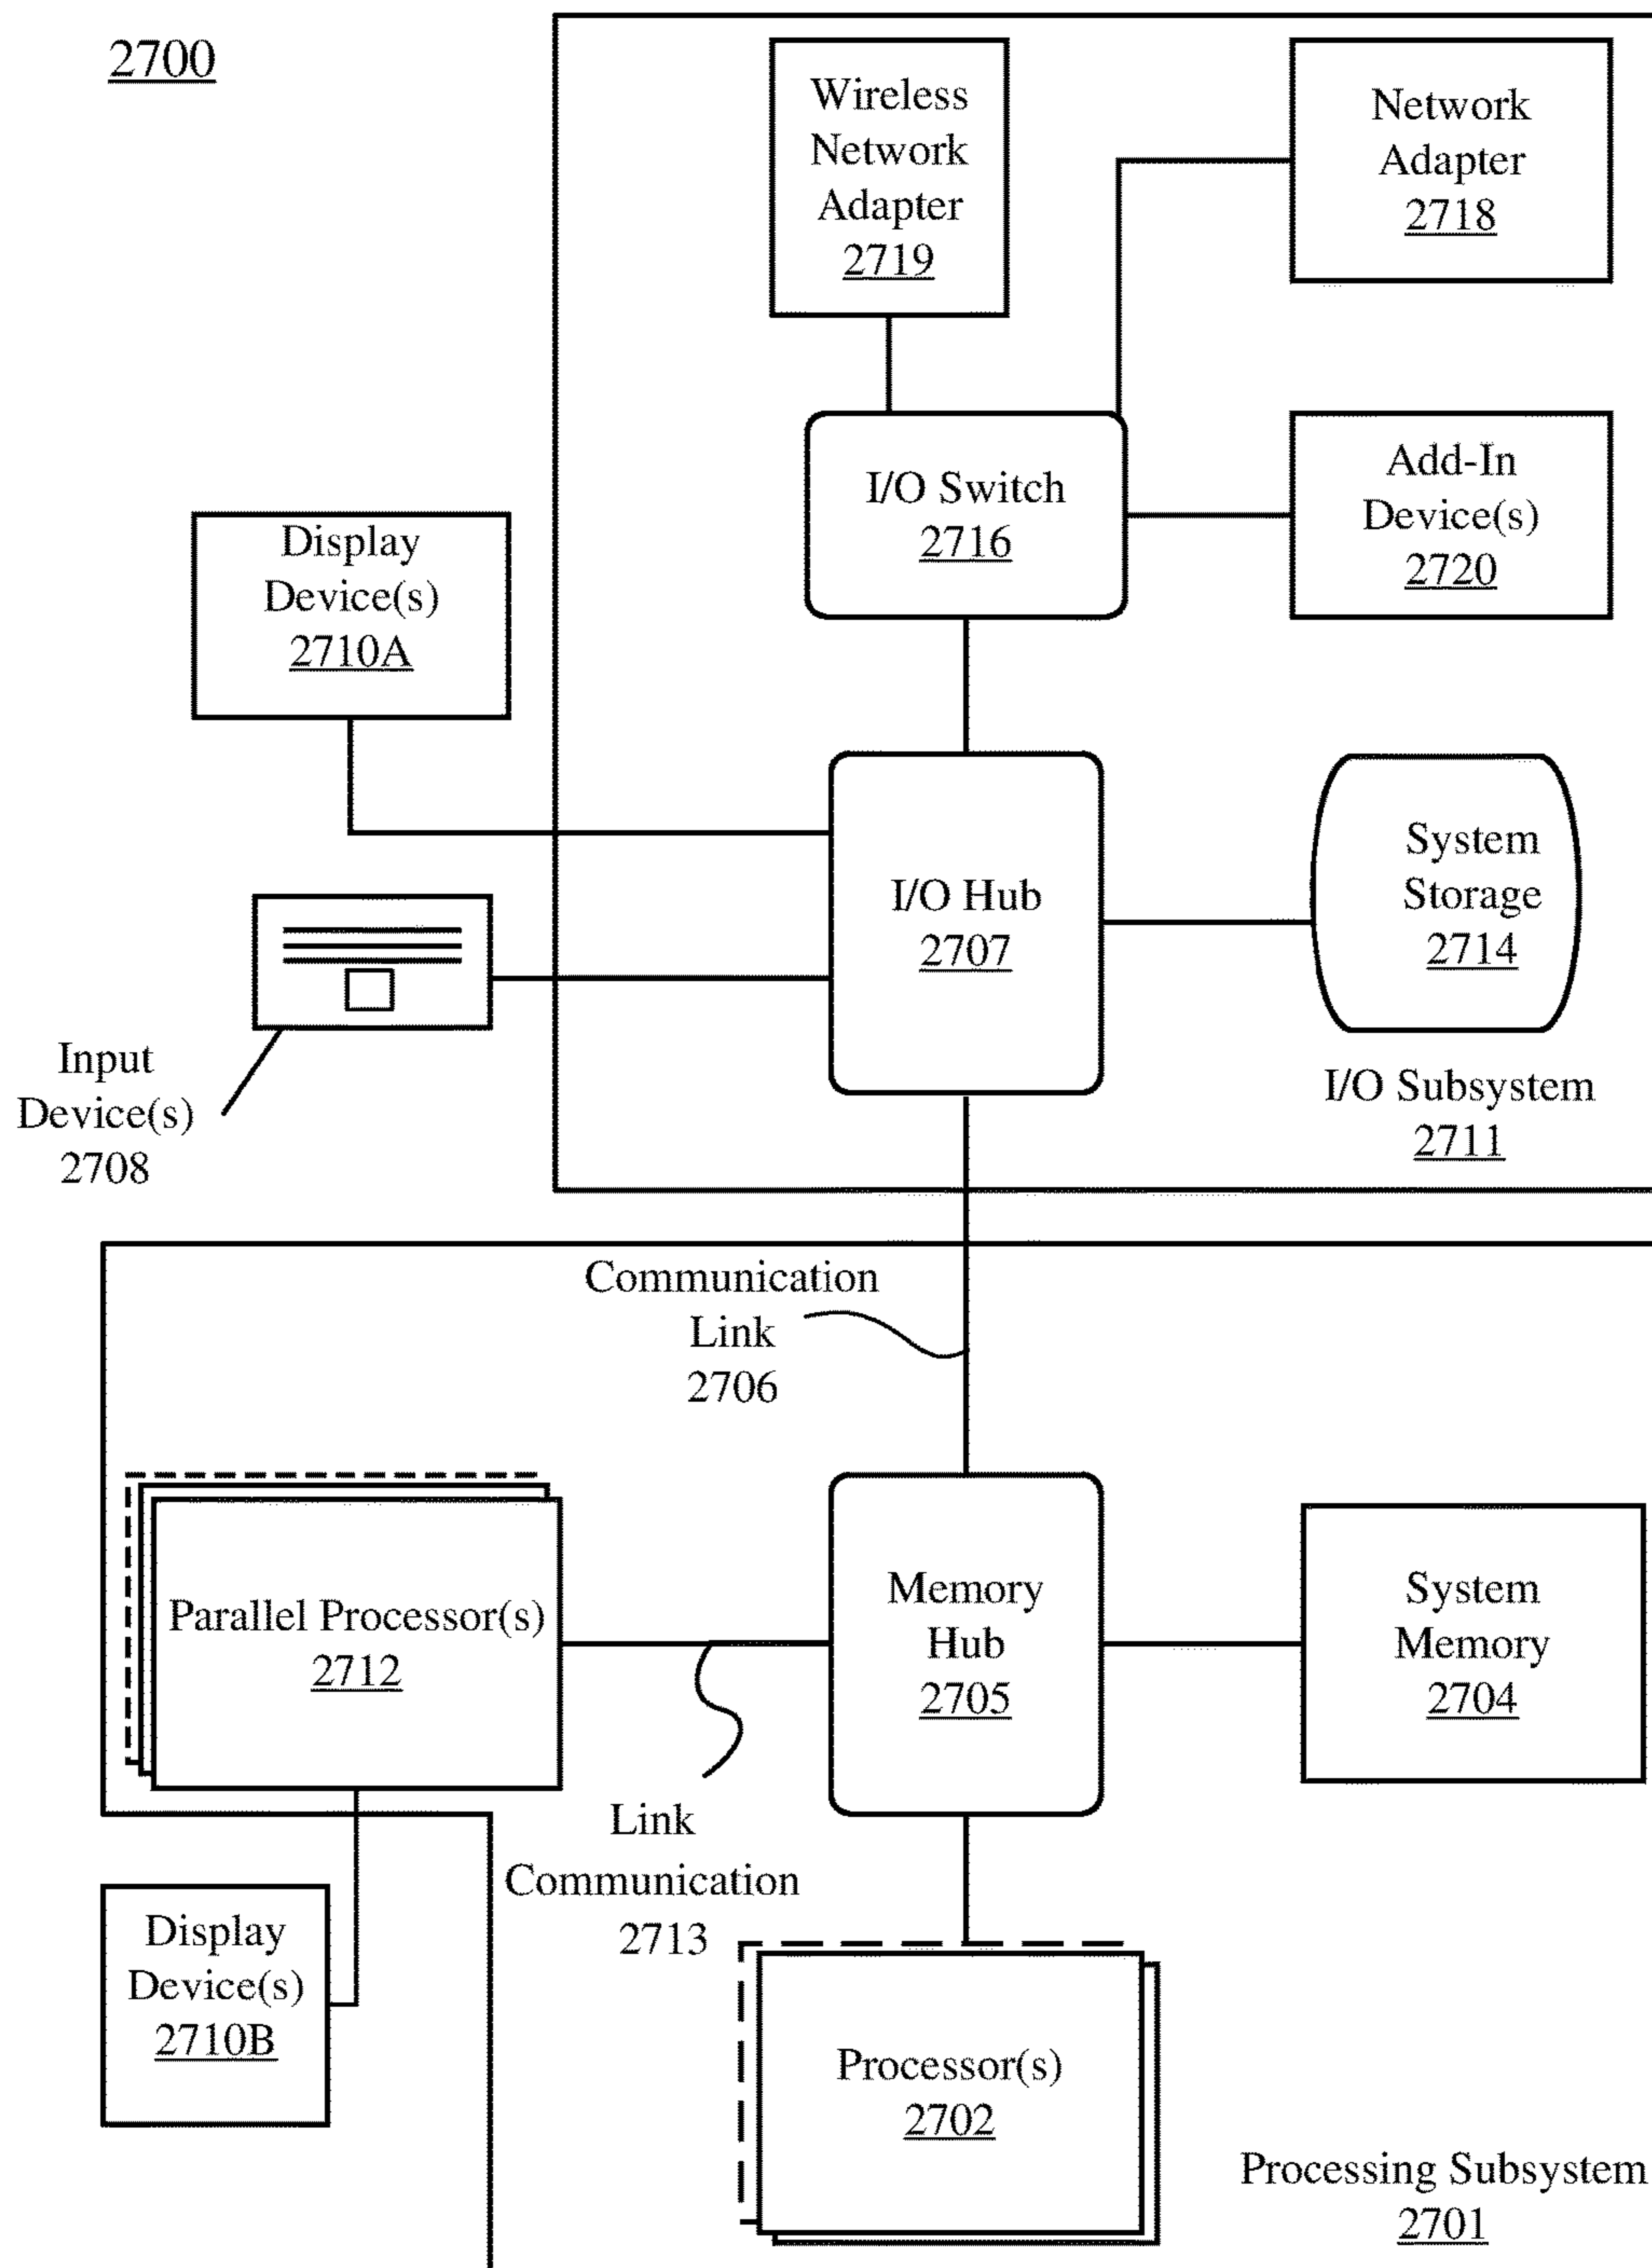 2700
Wireless
Network
Adapter
2719
Network
Adapter
2718
I/O Switch
2716
Add-In
Device(s)
2720
Display
Device(s)
2710A
I/O Hub
2707
System
Storage
2714
Input
Device(s)
2708
I/O Subsystem
2711
Communication
Link
2706
Parallel Processor(s)
2712
Memory
Hub
2705
System
Memory
2704
Link
Communication
2713
Display
Device(s)
2710B
Processor(s)
2702
Processing Subsystem
2701